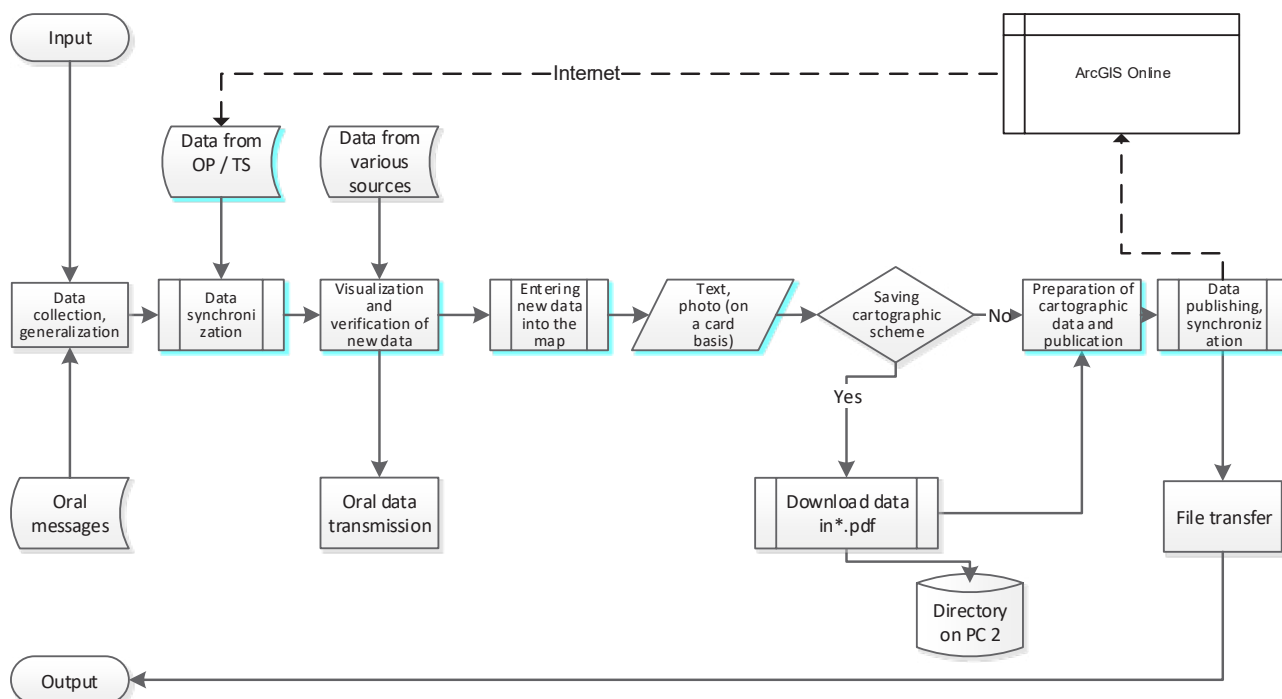 Input
Internet
ArcGIS Online
Data from
OP / TS
Data from
various
sources
Data
collection,
generalization
Data
synchroni
zation
Visualization
and
verification of
new data
Entering
new data
into the
map
Text,
photo (on
a card
basis)
Saving
cartographic
scheme
No
Preparation of
cartographic
data and
publication
Data
publishing,
synchroniz
ation
Yes
Oral
messages
Oral data
transmission
Download data
in*.pdf
File transfer
Directory
on PC 2
Output